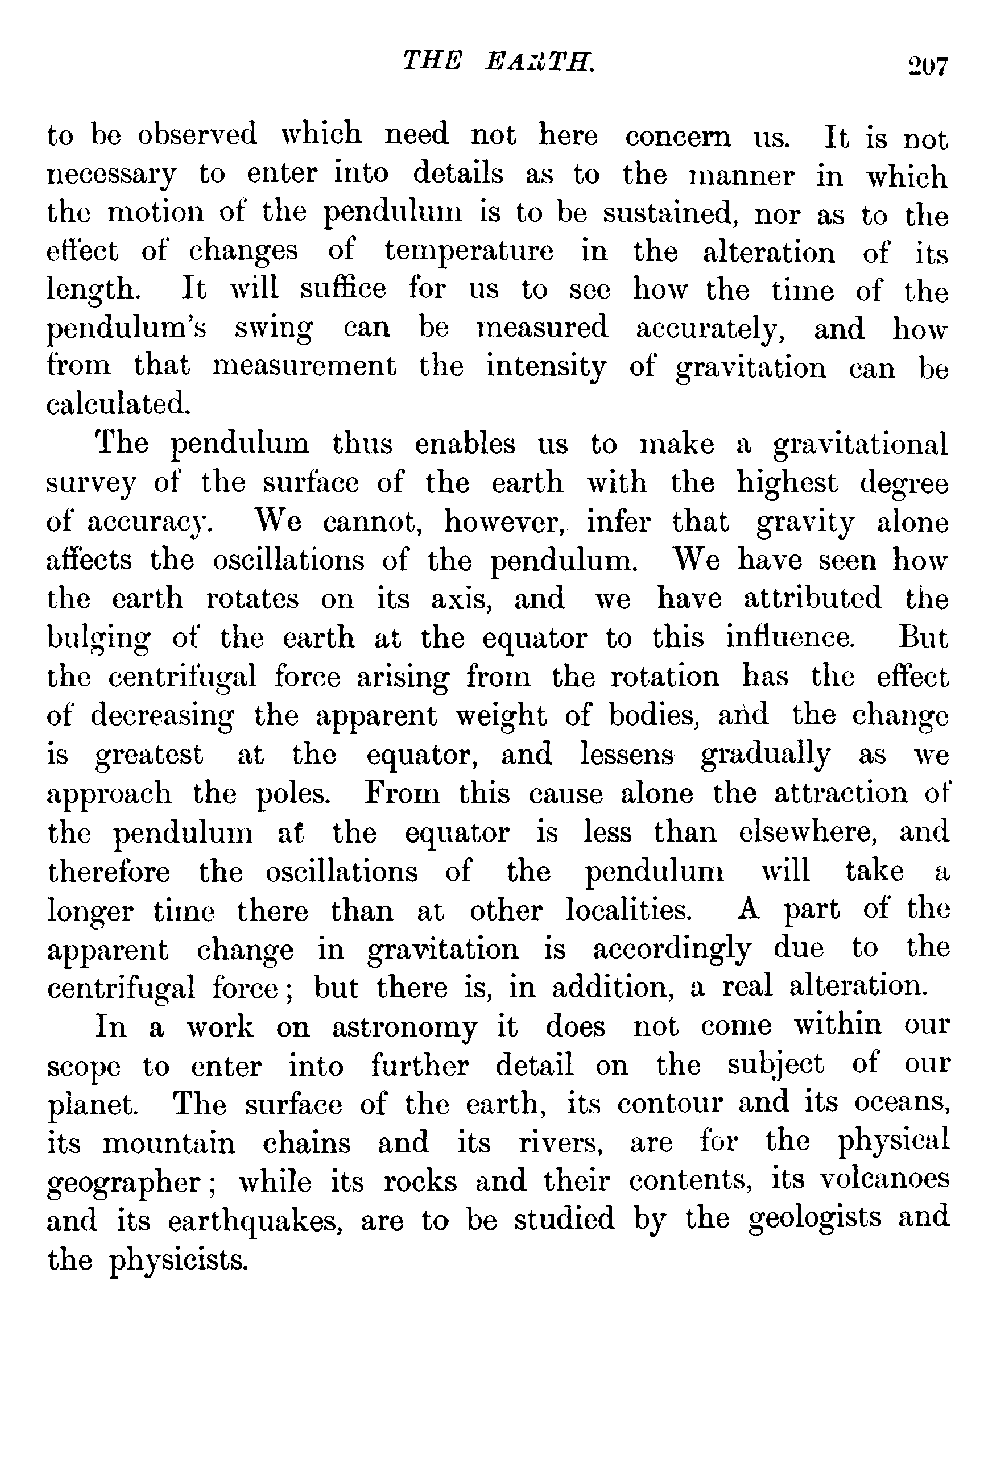 THE EARTH. 207
to be observed which need not here concern us. It is not
necessary to enter into details as to the manner in which
the motion of the pendulum is to be sustained, nor as to the
effect of changes of temperature in the alteration of its
length. It will suffice for us to see how the time of the
pendulum's swing can be measured accurately, and how
from that measurement the intensity of gravitation can be
calculated.
The pendulum thus enables us to make a gravitational
survey of the surface of the earth with the highest degree
of accuracy. We cannot, however, infer that gravity alone
affects the oscillations of the pendulum. We have seen how
the earth rotates on its axis, and we have attributed the
bulging of the earth at the equator to this influence. But
the centrifugal force arising from the rotation has the effect
of decreasing the apparent weight of bodies, and the change
is greatest at the equator, and lessens gradually as we
approach the poles. From this cause alone the attraction of
the pendulum at the equator is less than elsewhere, and
therefore the oscillations of the pendulum will take a
longer time there than at other localities. A part of the
apparent change in gravitation is accordingly due to the
centrifugal force; but there is, in addition, a real alteration.
In a work on astronomy it does not come within our
scope to enter into further detail on the subject of our
planet. The surface of the earth, its contour and its oceans,
its mountain chains and its rivers, are for the physical
geographer; while its rocks and their contents, its volcanoes
and its earthquakes, are to be studied by the geologists and
the physicists.